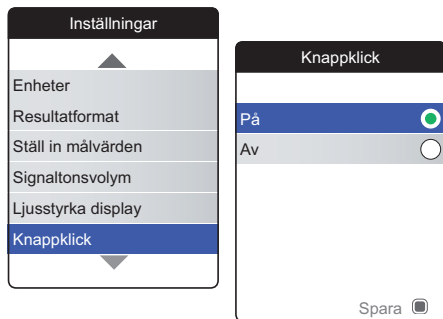 Inställningar
Enheter
Resultatformat
Ställ in målvärden
Signaltonsvolym
Ljusstyrka display
Knappklick
Knappklick
På
Av
Spara